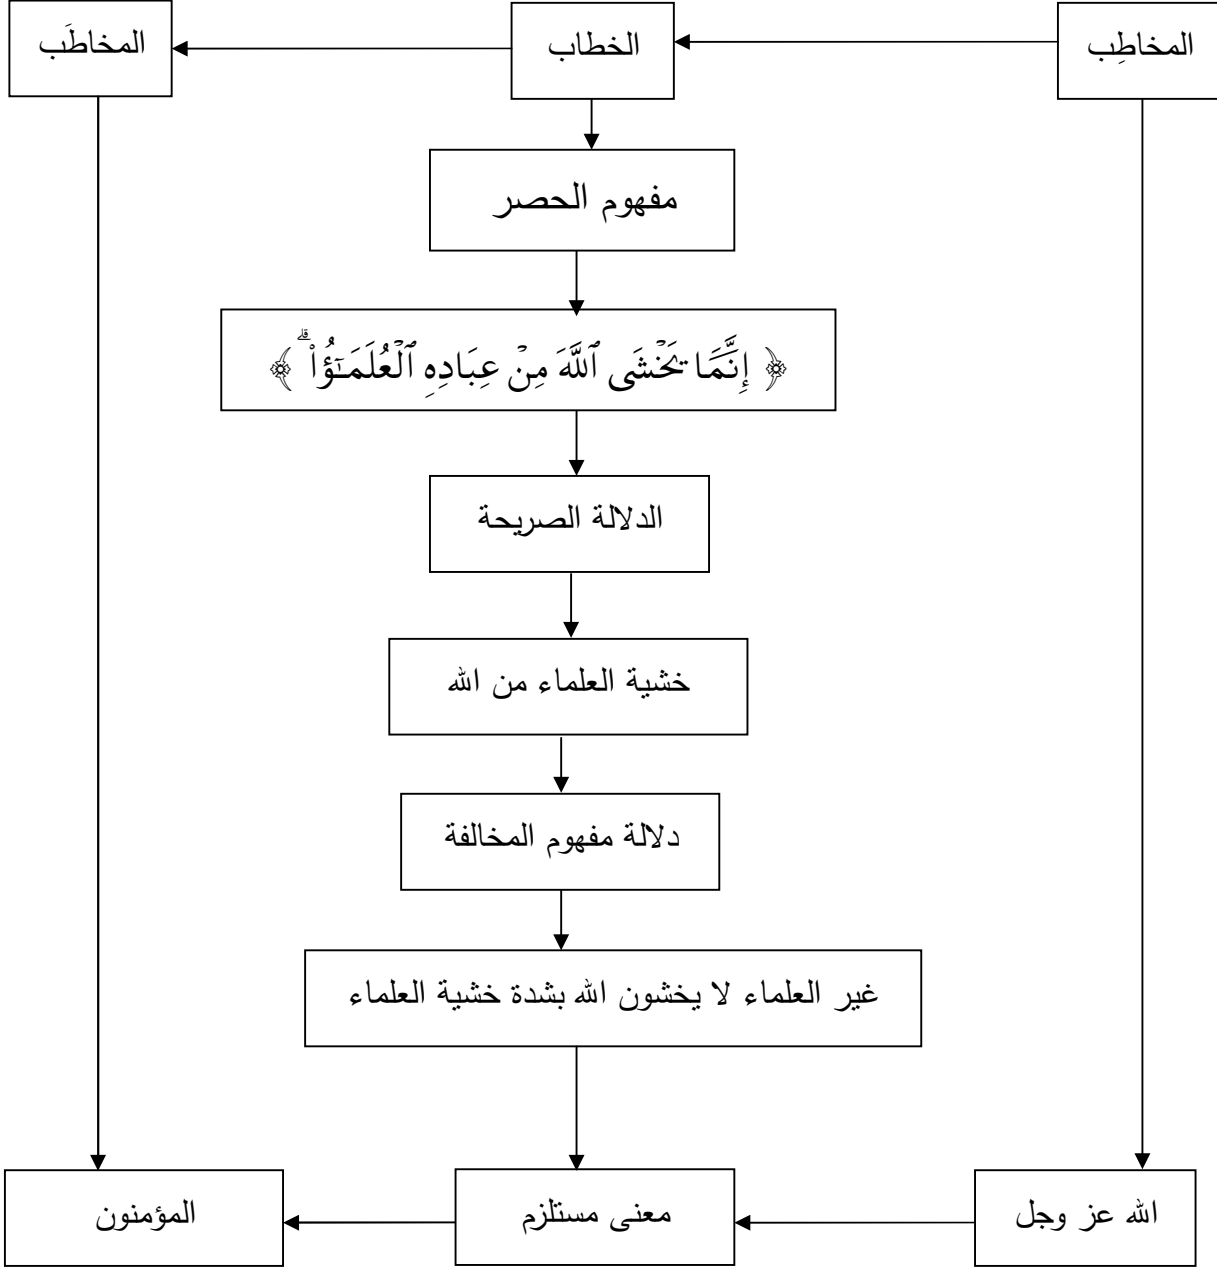 المخاطِب
الخطاب
المخاطَب
مفهوم الحصر
﴿ إِنَّمَا يَخْشَى ٱللَّهَ مِنْ عِبَادِهِ ٱلْعُلَمَـٰٓؤُا۟ ۗ ﴾
الدلالة الصريحة
خشية العلماء من الله
دلالة مفهوم المخالفة
غير العلماء لا يخشون الله بشدة خشية العلماء
الله عز وجل
معنى مستلزم
المؤمنون